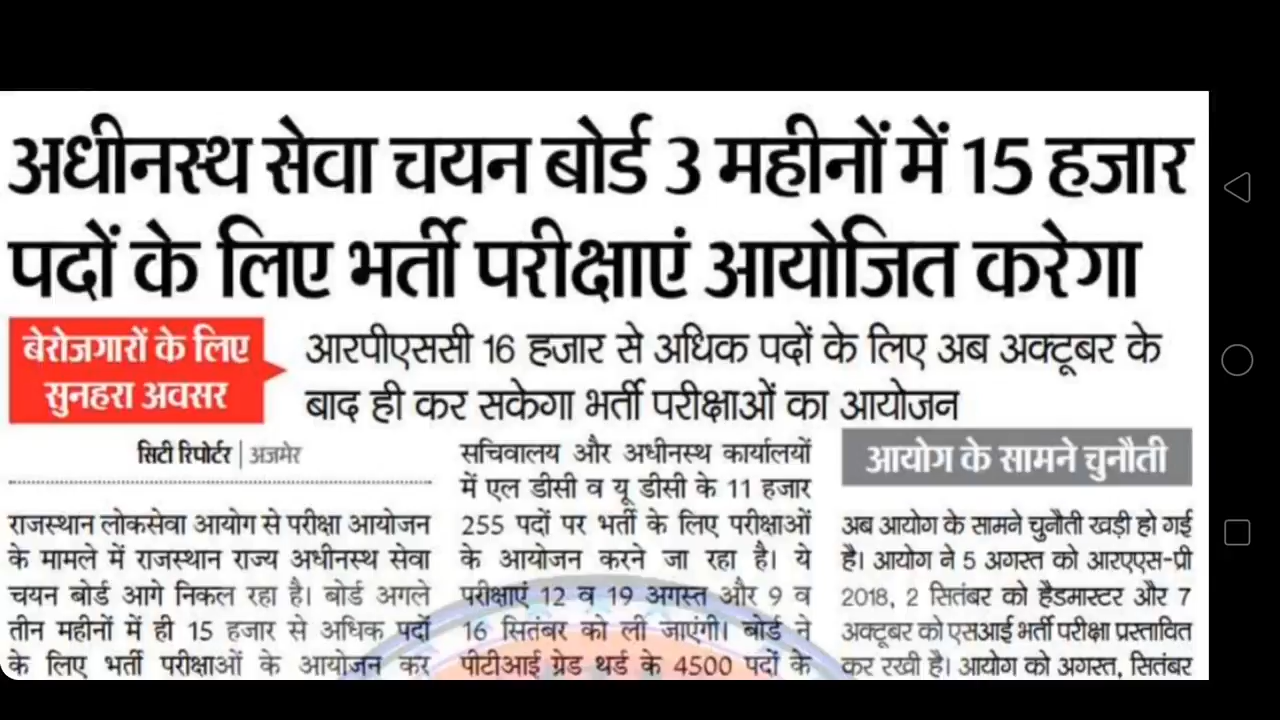 अधीनस्थ सेवा चयन बोर्ड 3 महीनों में 15 हजार
पदों के लिए भर्ती परीक्षाएं आयोजित करेगा
बेरोजगारों के लिए
सुनहरा अवसर
आरपीएससी 16 हजार से अधिक पदों के लिए अब अक्टूबर के
बाद ही कर सकेगा भर्ती परीक्षाओं का आयोजन
सिटी रिपोर्टर | अजमेर
राजस्थान लोकसेवा आयोग से परीक्षा आयोजन
के मामले में राजस्थान राज्य अधीनस्थ सेवा
चयन बोर्ड आगे निकल रहा है। बोर्ड अगले
तीन महीनों में ही 15 हजार से अधिक पदों
के लिए भर्ती परीक्षाओं के आयोजन कर
सचिवालय और अधीनस्थ कार्यालयों
में एल डीसी व यू डीसी के 11 हजार
255 पदों पर भर्ती के लिए परीक्षाओं
के आयोजन करने जा रहा है। ये
परीक्षाएं 12 व 19 अगस्त और 9 व
16 सितंबर को ली जाएंगी। बोर्ड ने
पीटीआई ग्रेड थर्ड के 4500 पदों के
आयोग के सामने चुनौती
अब आयोग के सामने चुनौती खड़ी हो गई
है। आयोग ने 5 अगस्त को आरएएस-प्री
2018, 2 सितंबर को हैडमास्टर और 7
अक्टूबर को एसआई भर्ती परीक्षा प्रस्तावित
कर रखी है। आयोग को अगस्त, सितंबर